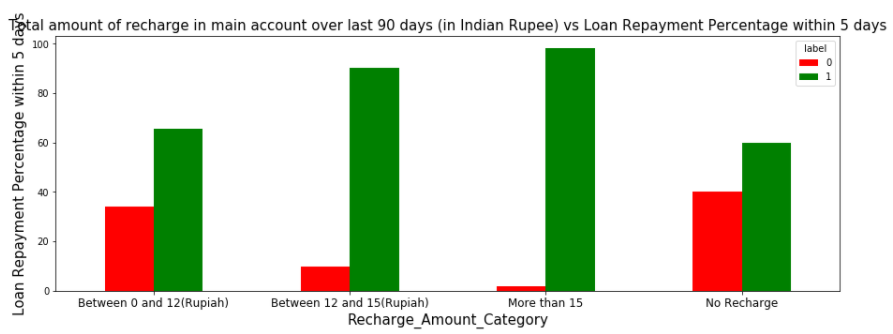 Total amount of recharge in main account over last 90 days (in Indian Rupee) vs Loan Repayment Percentage within 5 days
Loan Repayment Percentage within 5 days
100
80
60
40
20
0
label
0
1
Between 0 and 12(Rupiah)
Between 12 and 15(Rupiah)
More than 15
No Recharge
Recharge_Amount_Category